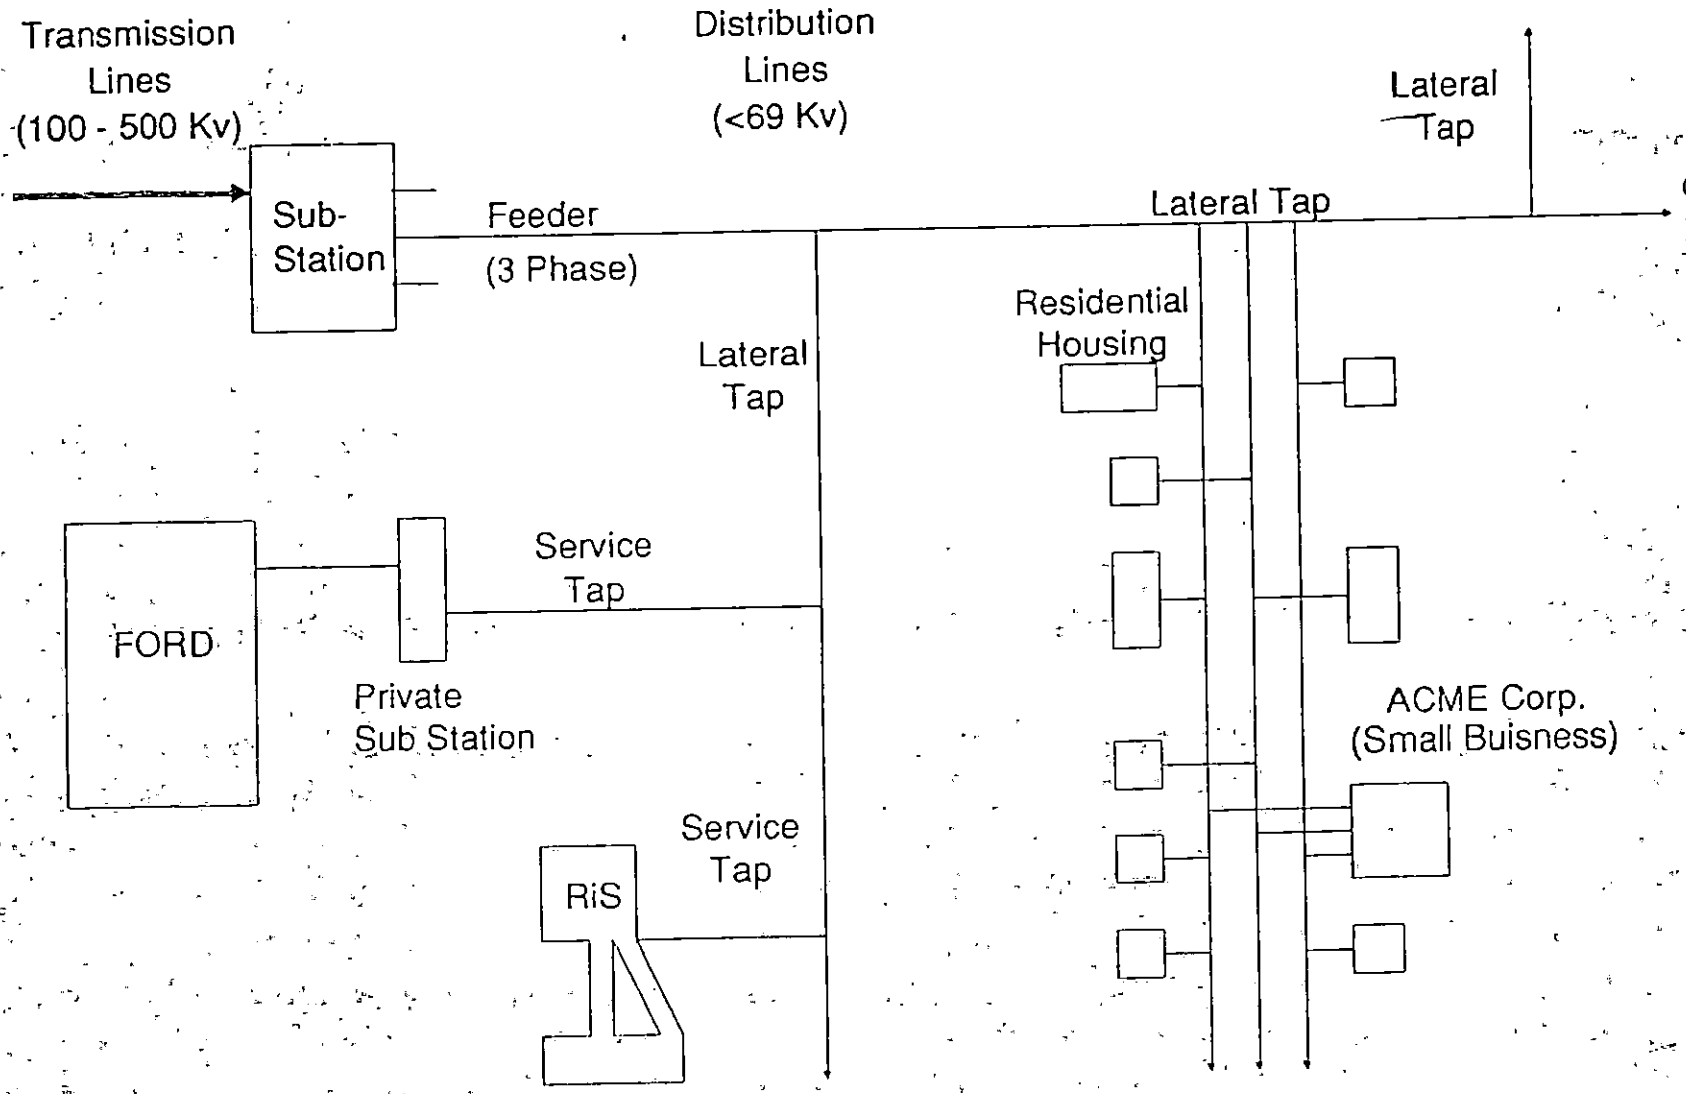 Transmission
Lines
(100 - 500 Kv)
Distribution
Lines
(<69 Kv)
Lateral
Tap
Sub-
Station
Feeder
(3 Phase)
Lateral Tap
Residential
Housing
Lateral
Tap
Service
Tap
FORD
Private
Sub Station
ACME Corp.
(Small Buisness)
Service
Tap
RiS